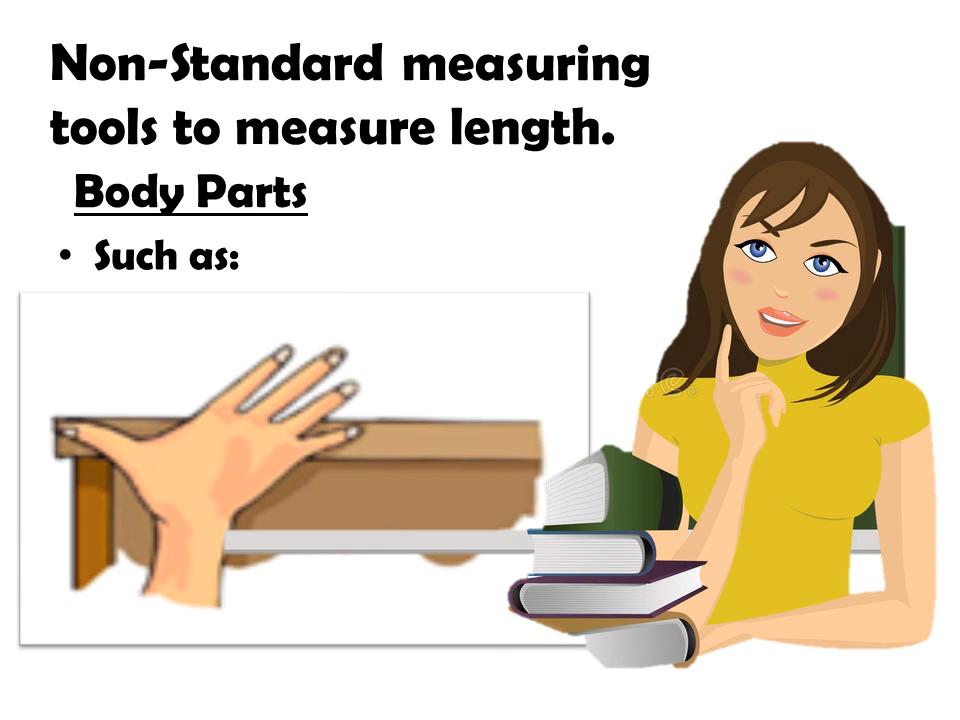 Non-Standard measuring
tools to measure length.
Body Parts
• Such as: